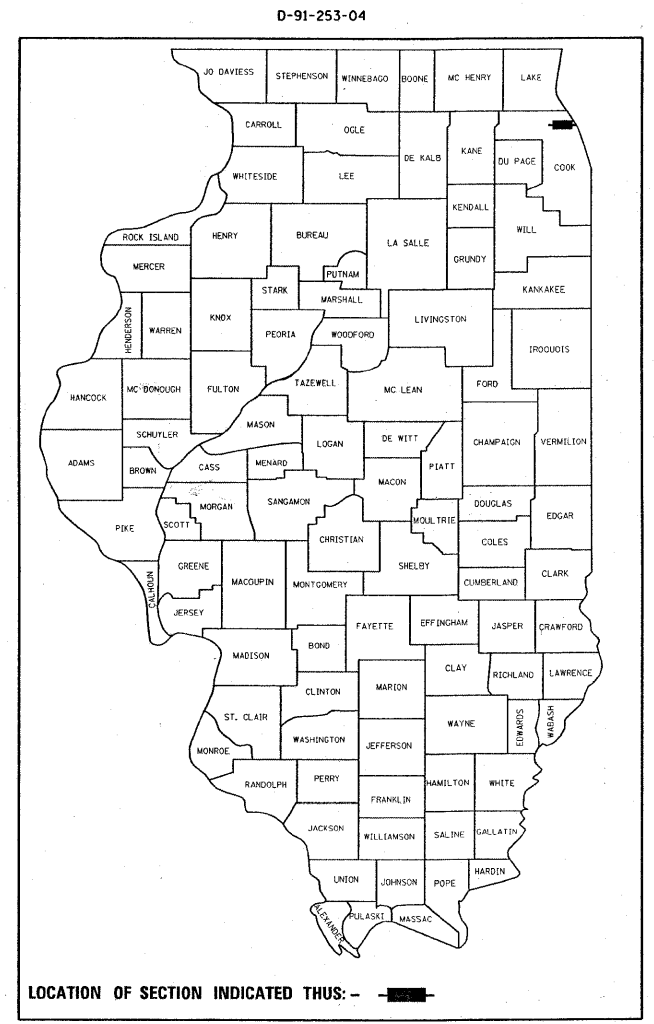 D-91-253-04
JO DAVIESS
STEPHENSON
WINNEBAGO
BOONE
MC HENRY
LAKE
CARROLL
OGLE
DE KALB
KANE
DU PAGE
COOK
WHITESIDE
LEE
KENDALL
ROCK ISLAND
HENRY
BUREAU
LA SALLE
WILL
GRUNDY
MERCER
PUTNAM
STARK
MARSHALL
KANKAKEE
HENDERSON
WARREN
KNOX
PEORIA
WOODFORD
LIVINGSTON
IROQUOIS
HANCOCK
MC DONOUGH
FULTON
TAZEWELL
MC LEAN
FORD
MASON
SCHUYLER
LOGAN
DE WITT
CHAMPAIGN
VERMILION
ADAMS
BROWN
CASS
MENARD
PIATT
MACON
SANGAMON
MORGAN
DOUGLAS
EDGAR
PIKE
SCOTT
MOULTRIE
CHRISTIAN
COLES
GREENE
CALHOUN
MACOUPIN
MONTGOMERY
SHELBY
CUMBERLAND
CLARK
JERSEY
FAYETTE
EFFINGHAM
JASPER
CRAWFORD
MADISON
BOND
CLAY
RICHLAND
LAWRENCE
CLINTON
MARION
ST. CLAIR
WAYNE
EDWARDS
WABASH
WASHINGTON
JEFFERSON
MONROE
RANDOLPH
PERRY
HAMILTON
WHITE
FRANKLIN
JACKSON
WILLIAMSON
SALINE
GALLATIN
UNION
JOHNSON
POPE
HARDIN
ALEXANDER
PULASKI
MASSAC
LOCATION OF SECTION INDICATED THUS: -